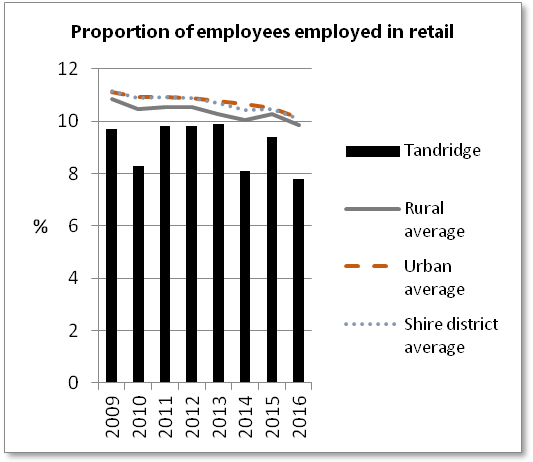 Proportion of employees employed in retail
12
10
8
6
4
2
0
%
2009
2010
2011
2012
2013
2014
2015
2016
Tandridge
Rural
average
Urban
average
Shire district
average